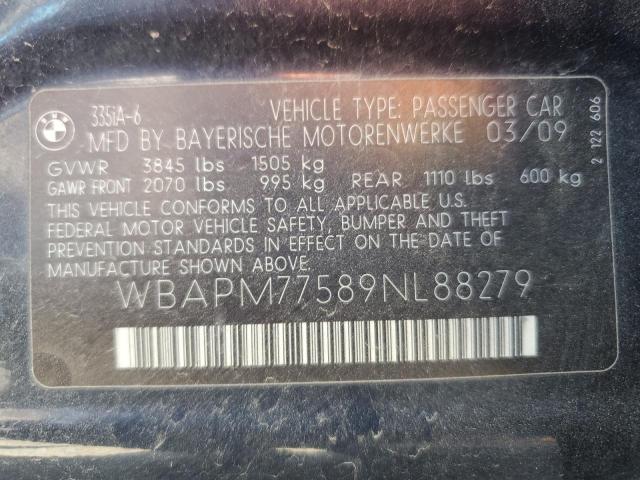 335iA-6 VEHICLE TYPE: PASSENGER CAR
MFD BY BAYERISCHE MOTORENWERKE 03/09
GVWR 3845 lbs 1505 kg
GAWR FRONT 2070 lbs 995 kg REAR 1110 lbs 600 kg
THIS VEHICLE CONFORMS TO ALL APPLICABLE U.S.
FEDERAL MOTOR VEHICLE SAFETY, BUMPER AND THEFT
PREVENTION STANDARDS IN EFFECT ON THE DATE OF
MANUFACTURE SHOWN ABOVE.
WBAPM77589NL88279
2 122 606